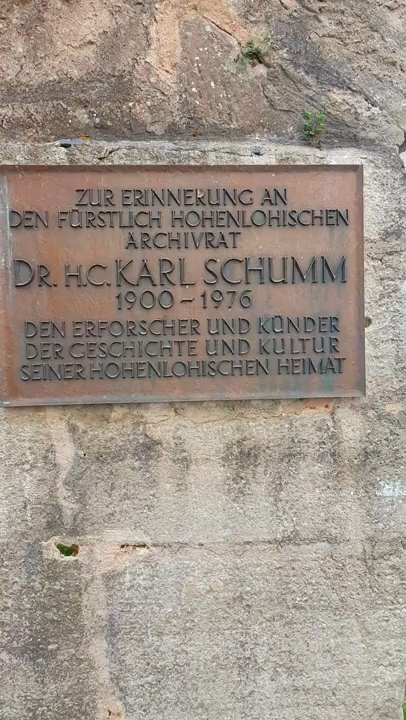 ZUR ERINNERUNG AN
DEN FÜRSTLICH HOHENLOHISCHEN
ARCHIVRAT
DR. H.C. KARL SCHUMM
1900 – 1976
DEN ERFORSCHER UND KÜNDER
DER GESCHICHTE UND KULTUR
SEINER HOHENLOHISCHEN HEIMAT